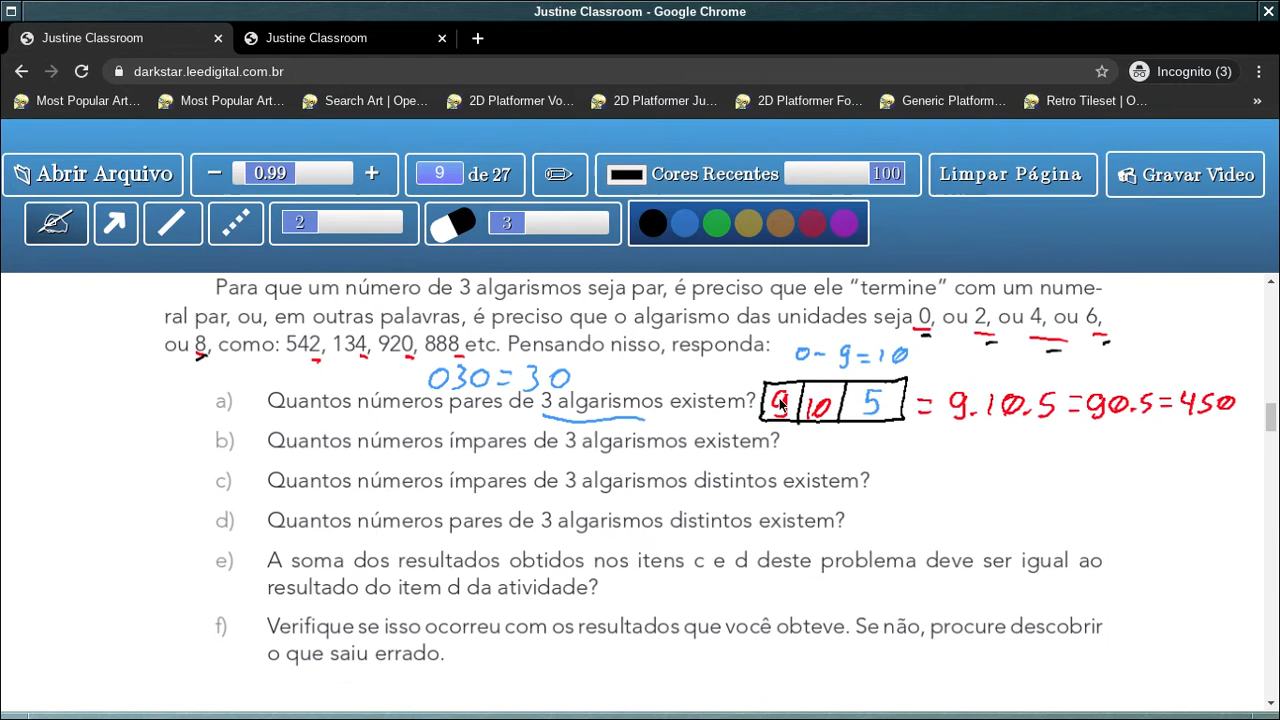 Justine Classroom - Google Chrome
Justine Classroom
Justine Classroom
darkstar.leedigital.com.br
Incognito (3)
Most Popular Art...
Most Popular Art...
Search Art | Ope...
2D Platformer Vo...
2D Platformer Ju...
2D Platformer Fo...
Generic Platform...
Retro Tileset | O...
Abrir Arquivo
0.99
9 de 27
Cores Recentes
100
Limpar Página
Gravar Video
2
3
Para que um número de 3 algarismos seja par, é preciso que ele “termine” com um nume-
ral par, ou, em outras palavras, é preciso que o algarismo das unidades seja 0, ou 2, ou 4, ou 6,
ou 8, como: 542, 134, 920, 888 etc. Pensando nisso, responda:
0 - 9 = 10
030 = 30
a) Quantos números pares de 3 algarismos existem? 9 10 5 = 9.10.5 = 90.5 = 450
b) Quantos números ímpares de 3 algarismos existem?
c) Quantos números ímpares de 3 algarismos distintos existem?
d) Quantos números pares de 3 algarismos distintos existem?
e) A soma dos resultados obtidos nos itens c e d deste problema deve ser igual ao
resultado do item d da atividade?
f) Verifique se isso ocorreu com os resultados que você obteve. Se não, procure descobrir
o que saiu errado.